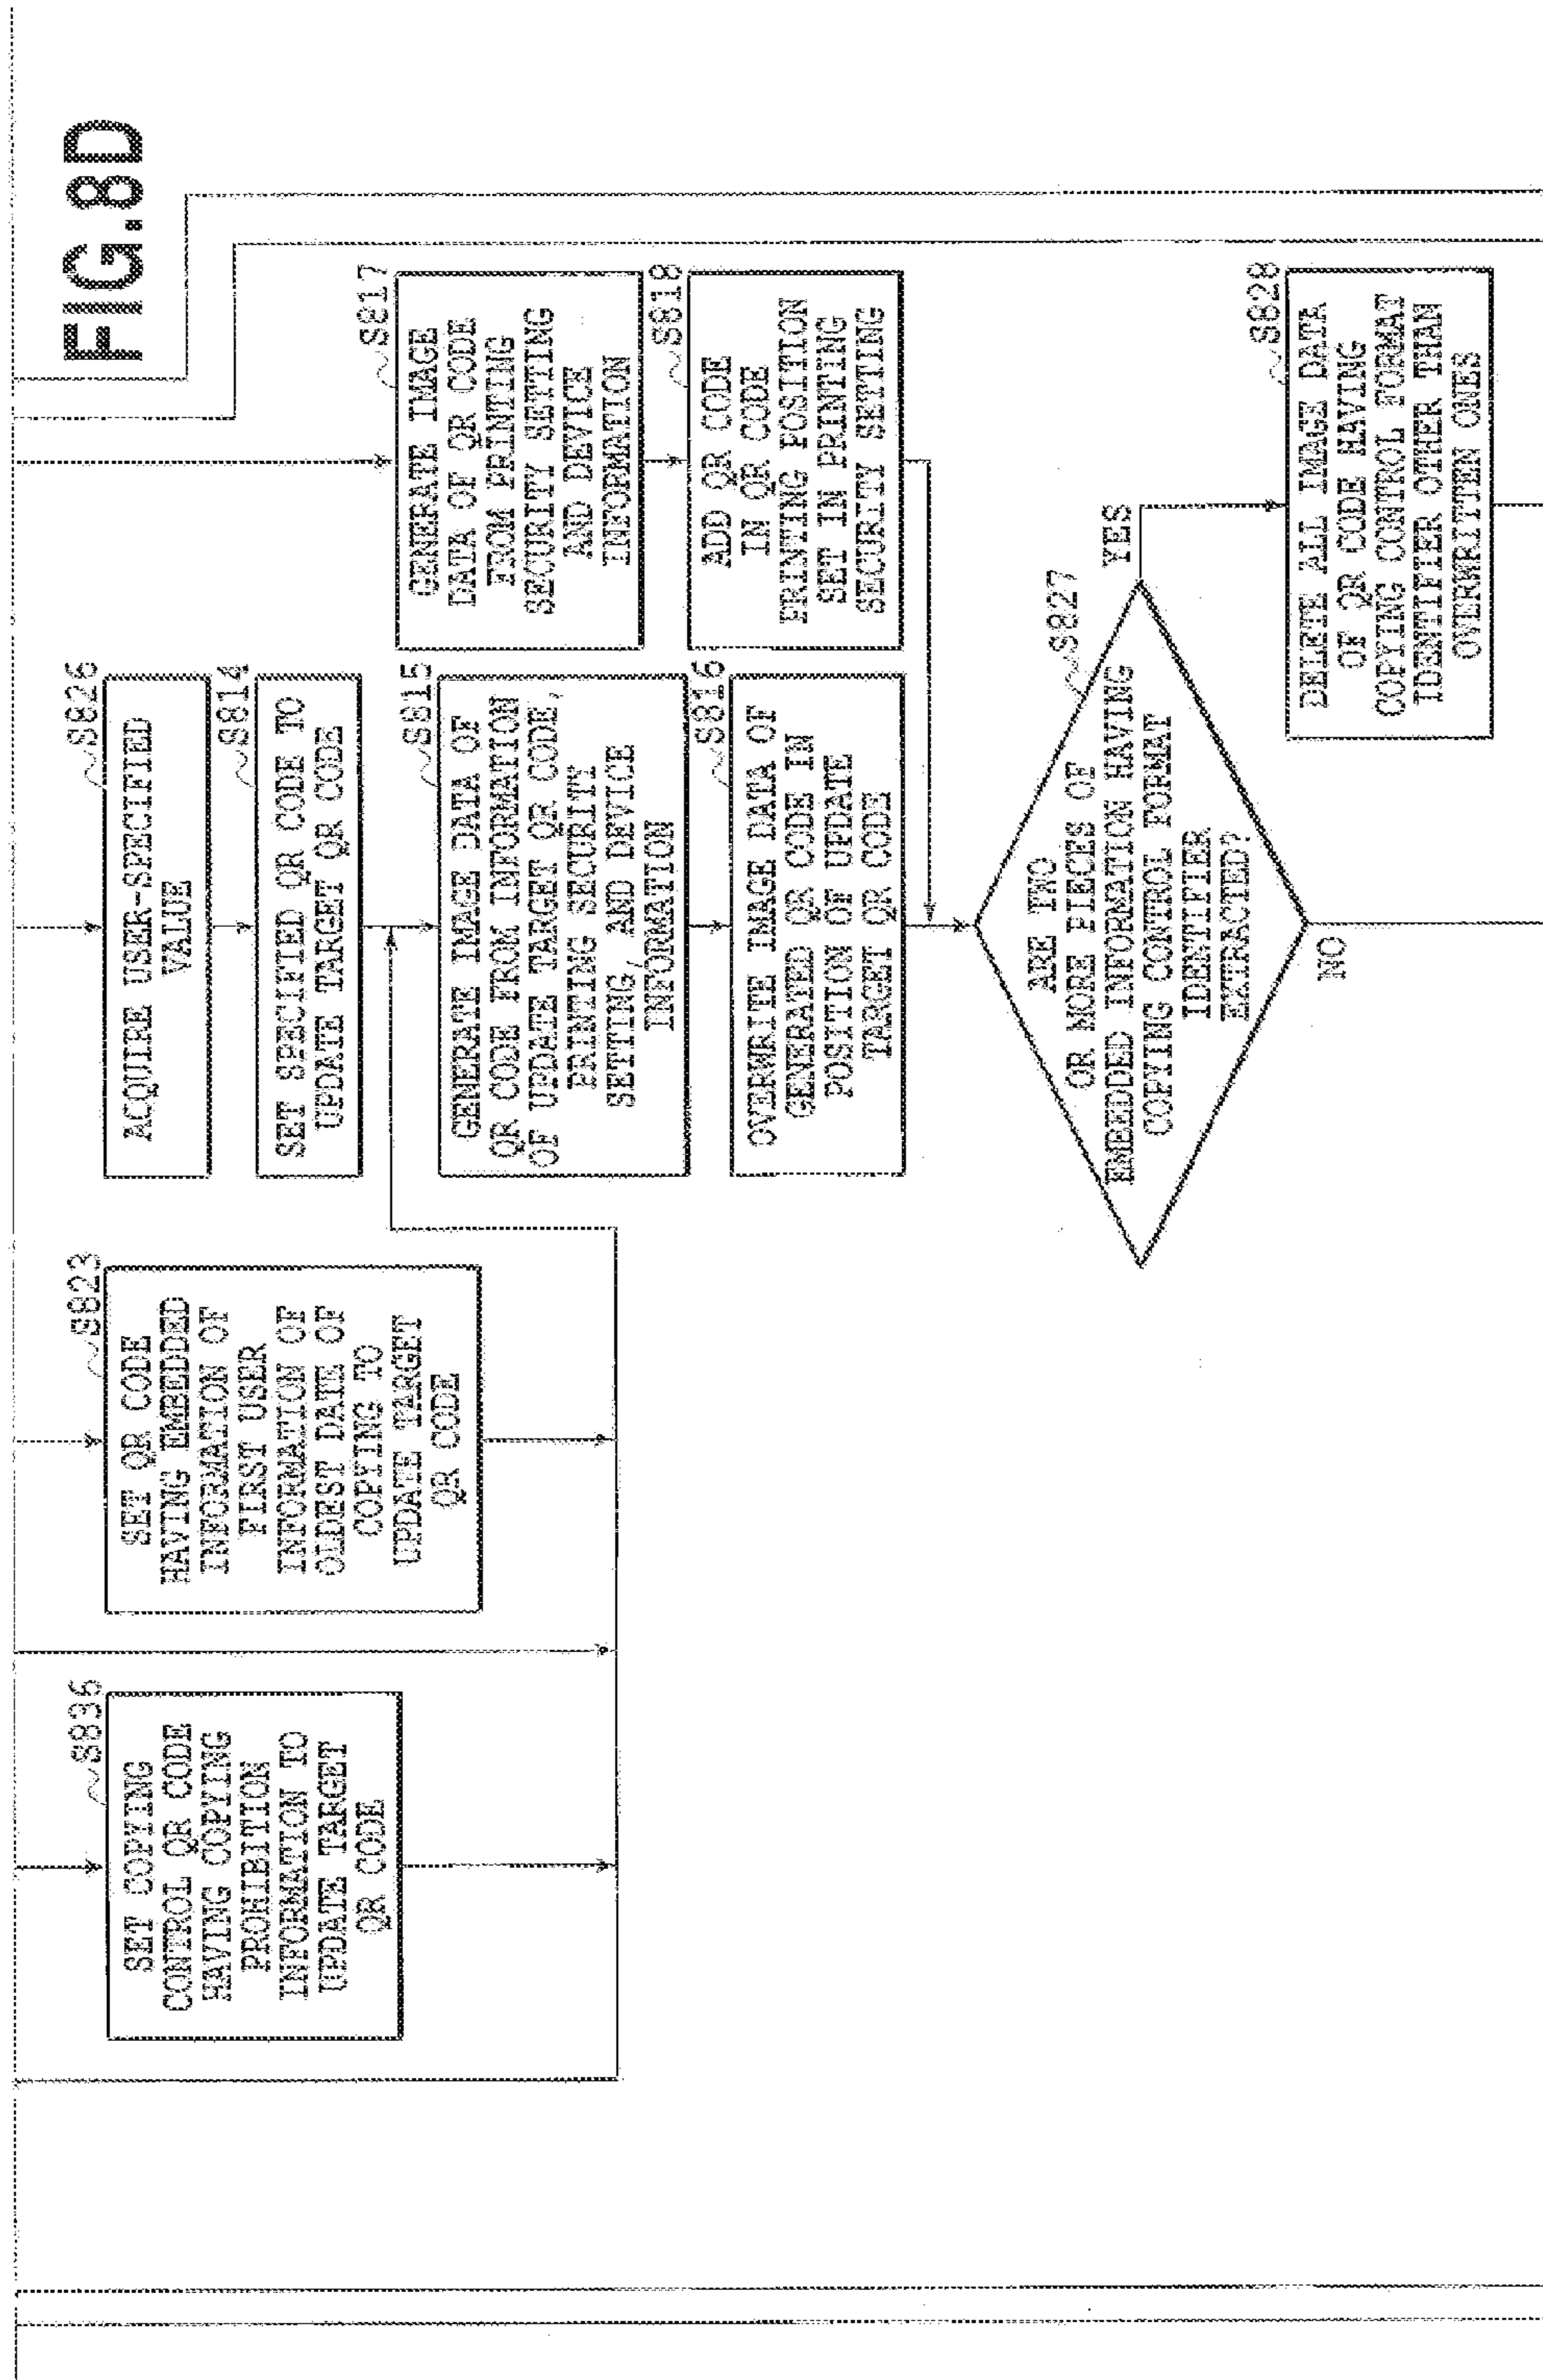 FIG.8D
S836
SET COPYING
CONTROL QR CODE
HAVING COPYING
PROHIBITION
INFORMATION TO
UPDATE TARGET
QR CODE
S823
SET QR CODE
HAVING EMBEDDED
INFORMATION OF
FIRST USER
INFORMATION OF
OLDEST DATE OF
COPYING TO
UPDATE TARGET
QR CODE
S826
ACQUIRE USER-SPECIFIED
VALUE
S814
SET SPECIFIED QR CODE TO
UPDATE TARGET QR CODE
S815
GENERATE IMAGE DATA OF
QR CODE FROM INFORMATION
OF UPDATE TARGET QR CODE,
PRINTING SECURITY
SETTING, AND DEVICE
INFORMATION
S816
OVERWRITE IMAGE DATA OF
GENERATED QR CODE IN
POSITION OF UPDATE
TARGET QR CODE
S817
GENERATE IMAGE
DATA OF QR CODE
FROM PRINTING
SECURITY SETTING
AND DEVICE
INFORMATION
S818
ADD QR CODE
IN QR CODE
PRINTING POSITION
SET IN PRINTING
SECURITY SETTING
S827
ARE TWO
OR MORE PIECES OF
EMBEDDED INFORMATION HAVING
COPYING CONTROL FORMAT
IDENTIFIER
EXTRACTED?
YES
NO
S828
DELETE ALL IMAGE DATA
OF QR CODE HAVING
COPYING CONTROL FORMAT
IDENTIFIER OTHER THAN
OVERWRITTEN ONES